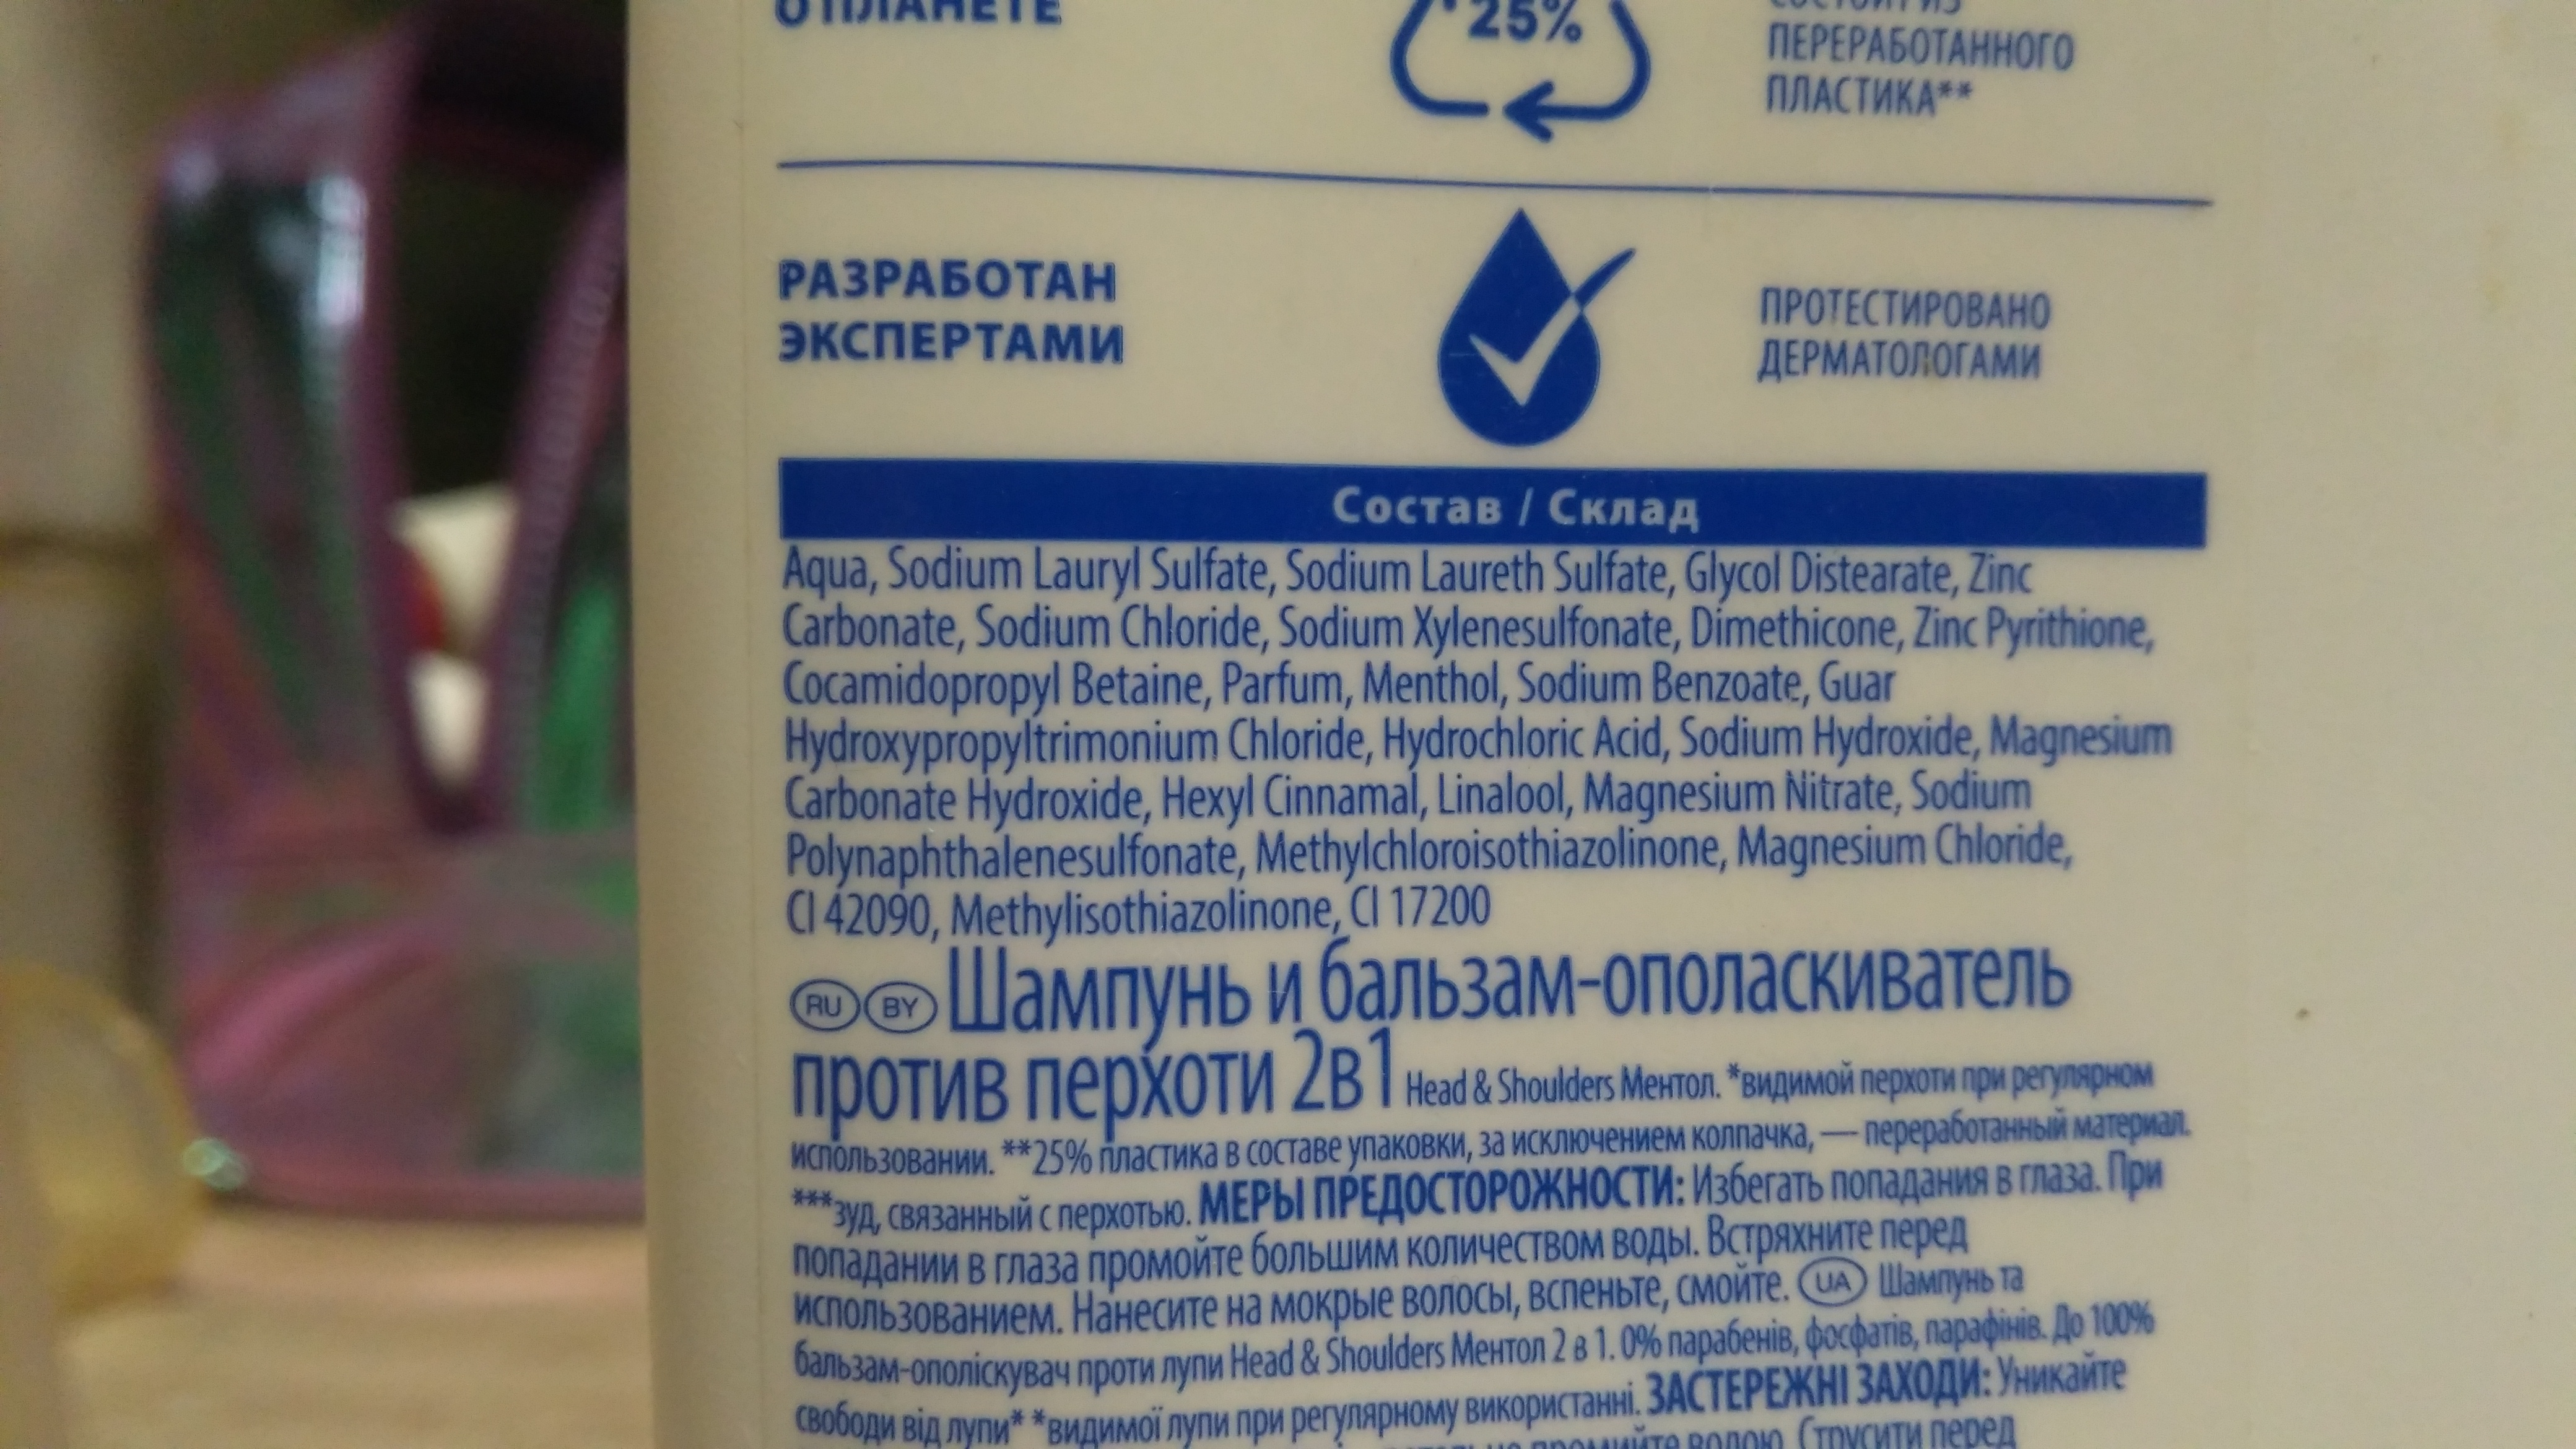 О ПЛАНЕТЕ
25%
СОСТОИТ ИЗ
ПЕРЕРАБОТАННОГО
ПЛАСТИКА**
РАЗРАБОТАН
ЭКСПЕРТАМИ
ПРОТЕСТИРОВАНО
ДЕРМАТОЛОГАМИ
Состав / Склад
Aqua, Sodium Lauryl Sulfate, Sodium Laureth Sulfate, Glycol Distearate, Zinc
Carbonate, Sodium Chloride, Sodium Xylenesulfonate, Dimethicone, Zinc Pyrithione,
Cocamidopropyl Betaine, Parfum, Menthol, Sodium Benzoate, Guar
Hydroxypropyltrimonium Chloride, Hydrochloric Acid, Sodium Hydroxide, Magnesium
Carbonate Hydroxide, Hexyl Cinnamal, Linalool, Magnesium Nitrate, Sodium
Polynaphthalenesulfonate, Methylchloroisothiazolinone, Magnesium Chloride,
CI 42090, Methylisothiazolinone, CI 17200
RU BY Шампунь и бальзам-ополаскиватель
против перхоти 2в1 Head & Shoulders Ментол. *видимой перхоти при регулярном
использовании. **25% пластика в составе упаковки, за исключением колпачка, — переработанный материал.
***зуд, связанный с перхотью. МЕРЫ ПРЕДОСТОРОЖНОСТИ: Избегать попадания в глаза. При
попадании в глаза промойте большим количеством воды. Встряхните перед
использованием. Нанесите на мокрые волосы, вспеньте, смойте. UA Шампунь та
бальзам-ополіскувач проти лупи Head & Shoulders Ментол 2 в 1. 0% парабенів, фосфатів, парафінів. До 100%
свободи від лупи* *видимої лупи при регулярному використанні. ЗАСТЕРЕЖНІ ЗАХОДИ: Уникайте
промийте водою. Струсити перед